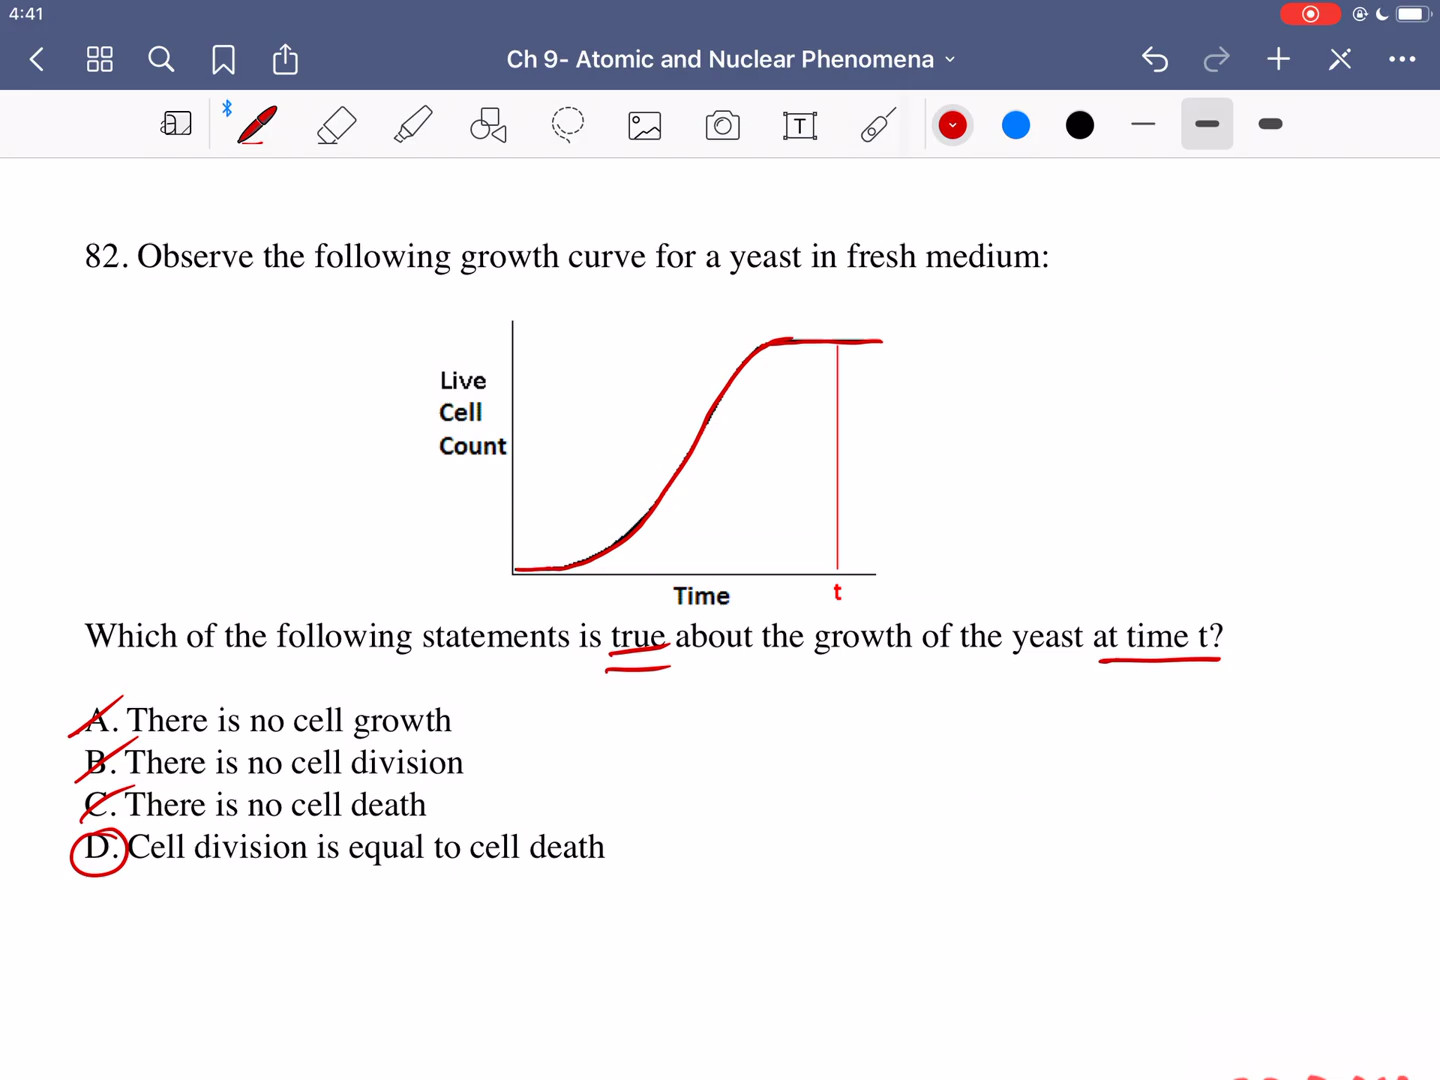 4:41
Ch 9- Atomic and Nuclear Phenomena
a
T
82. Observe the following growth curve for a yeast in fresh medium:
Live
Cell
Count
Time
t
Which of the following statements is true about the growth of the yeast at time t?
A. There is no cell growth
B. There is no cell division
C. There is no cell death
D. Cell division is equal to cell death